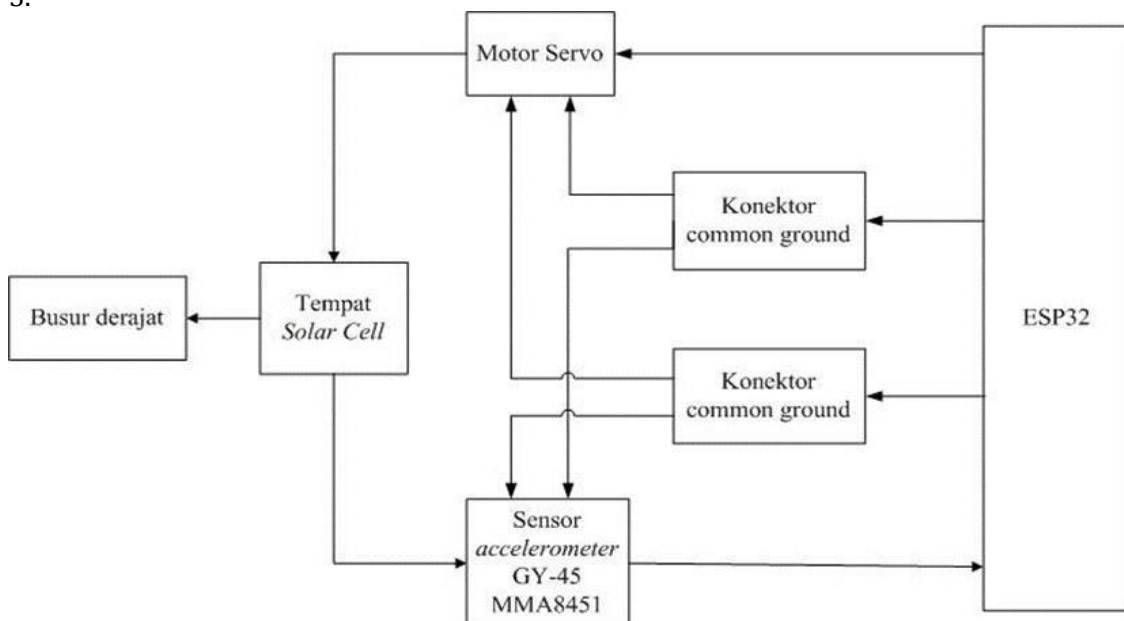 Motor Servo
Konektor
common ground
Tempat
Solar Cell
Busur derajat
ESP32
Konektor
common ground
Sensor
accelerometer
GY-45
MMA8451